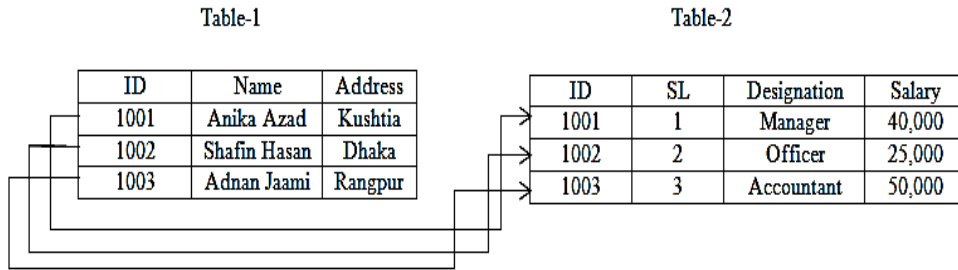 Table-1
ID Name Address
1001 Anika Azad Kushtia
1002 Shafin Hasan Dhaka
1003 Adnan Jaami Rangpur
Table-2
ID SL Designation Salary
1001 1 Manager 40,000
1002 2 Officer 25,000
1003 3 Accountant 50,000